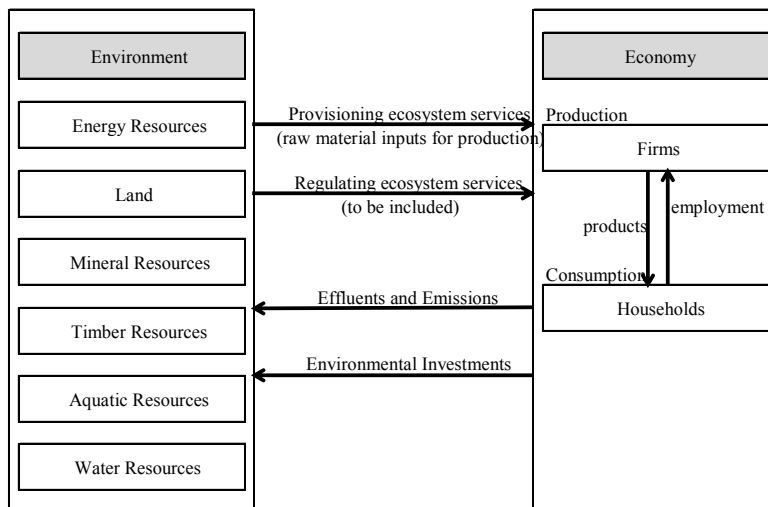 Environment
Energy Resources
Land
Mineral Resources
Timber Resources
Aquatic Resources
Water Resources
Provisioning ecosystem services
(raw material inputs for production)
Regulating ecosystem services
(to be included)
Effluents and Emissions
Environmental Investments
Economy
Production
Firms
products
employment
Consumption
Households